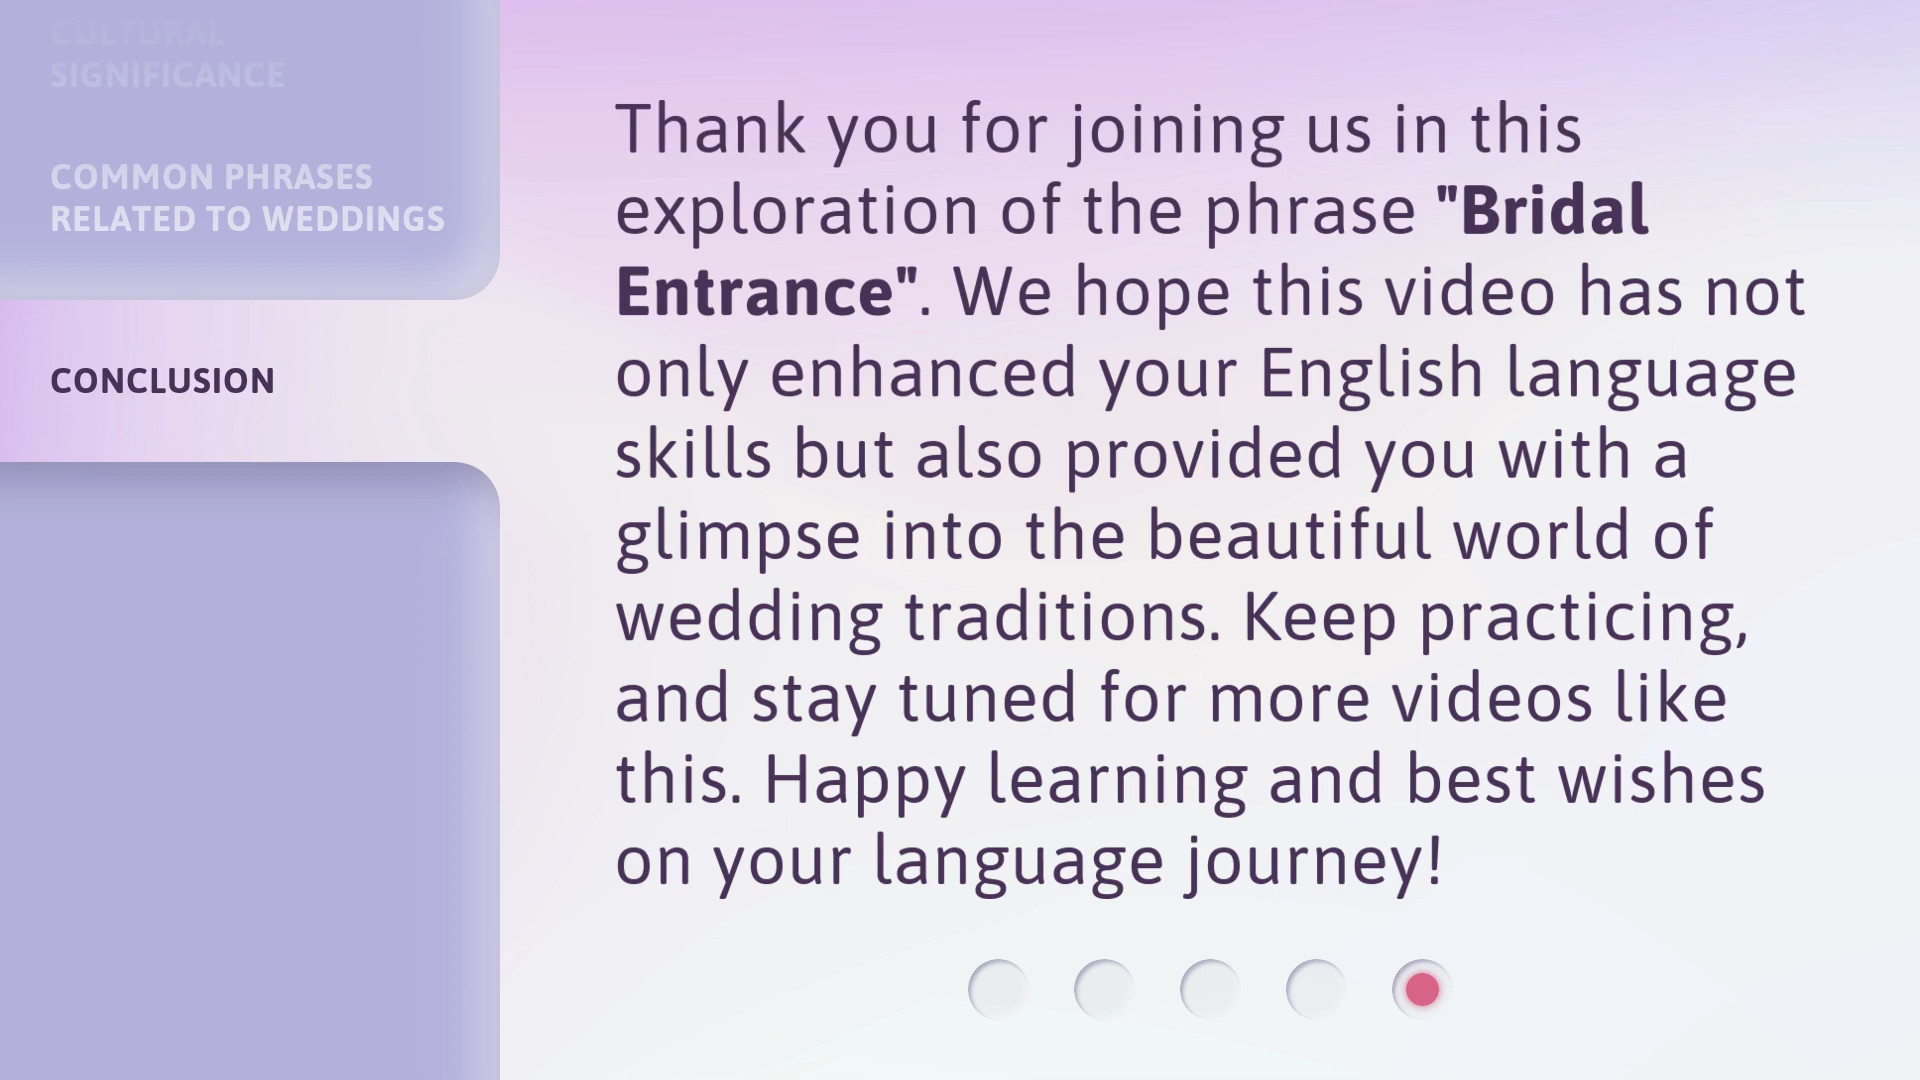 CULTURAL
SIGNIFICANCE
COMMON PHRASES
RELATED TO WEDDINGS
CONCLUSION
Thank you for joining us in this
exploration of the phrase "Bridal
Entrance". We hope this video has not
only enhanced your English language
skills but also provided you with a
glimpse into the beautiful world of
wedding traditions. Keep practicing,
and stay tuned for more videos like
this. Happy learning and best wishes
on your language journey!